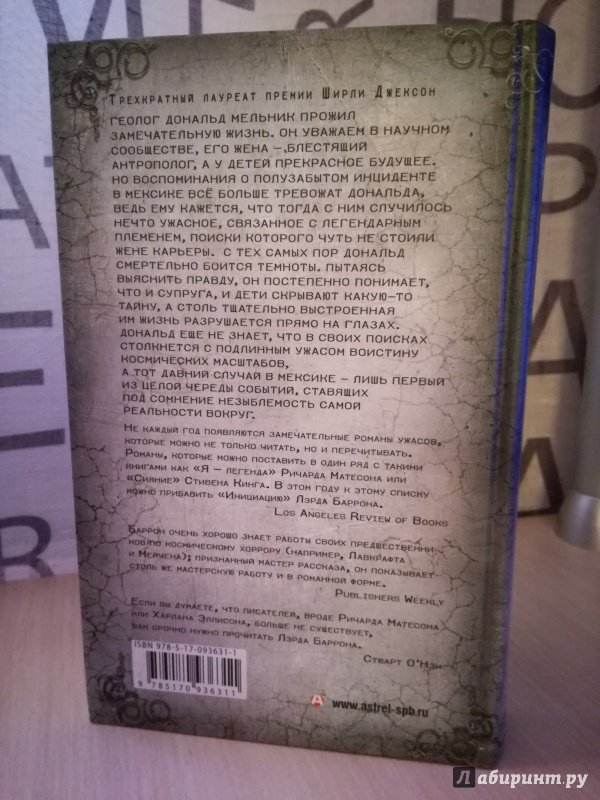 Трехкратный лауреат премии Ширли Джексон
Геолог Дональд Мельник прожил
замечательную жизнь. Он уважаем в научном
сообществе, его жена – блестящий
антрополог, а у детей прекрасное будущее.
Но воспоминания о полузабытом инциденте
в Мексике всё больше тревожат Дональда,
ведь ему кажется, что тогда с ним случилось
нечто ужасное, связанное с легендарным
племенем, поиски которого чуть не стоили
жене карьеры. С тех самых пор Дональд
смертельно боится темноты. Пытаясь
выяснить правду, он постепенно понимает,
что и супруга, и дети скрывают какую-то
тайну, а столь тщательно выстроенная
им жизнь разрушается прямо на глазах.
Дональд еще не знает, что в своих поисках
столкнется с подлинным ужасом воистину
космических масштабов,
а тот давний случай в Мексике – лишь первый
из целой череды событий, ставящих
под сомнение незыблемость самой
реальности вокруг.
Не каждый год появляются замечательные романы ужасов,
которые можно не только читать, но и перечитывать.
Романы, которые можно поставить в один ряд с такими
книгами как «Я – легенда» Ричарда Матесона или
«Сияние» Стивена Кинга. В этом году к этому списку
можно прибавить «Инициацию» Лэрда Баррона.
Los Angeles Review of Books
Баррон очень хорошо знает работы своих предшественни-
ков по космическому хоррору (например, Лавкрафта
и Мейчена); признанный мастер рассказа, он показывает
столь же мастерскую работу и в романной форме.
Publishers Weekly
Если вы думаете, что писателей, вроде Ричарда Матесона
или Харлана Эллисона, больше не существует,
вам срочно нужно прочитать Лэрда Баррона.
Стюарт О'Нэн
ISBN 978-5-17-093631-1
9 785170 936311
www.astrel-spb.ru
Лабиринт.ру